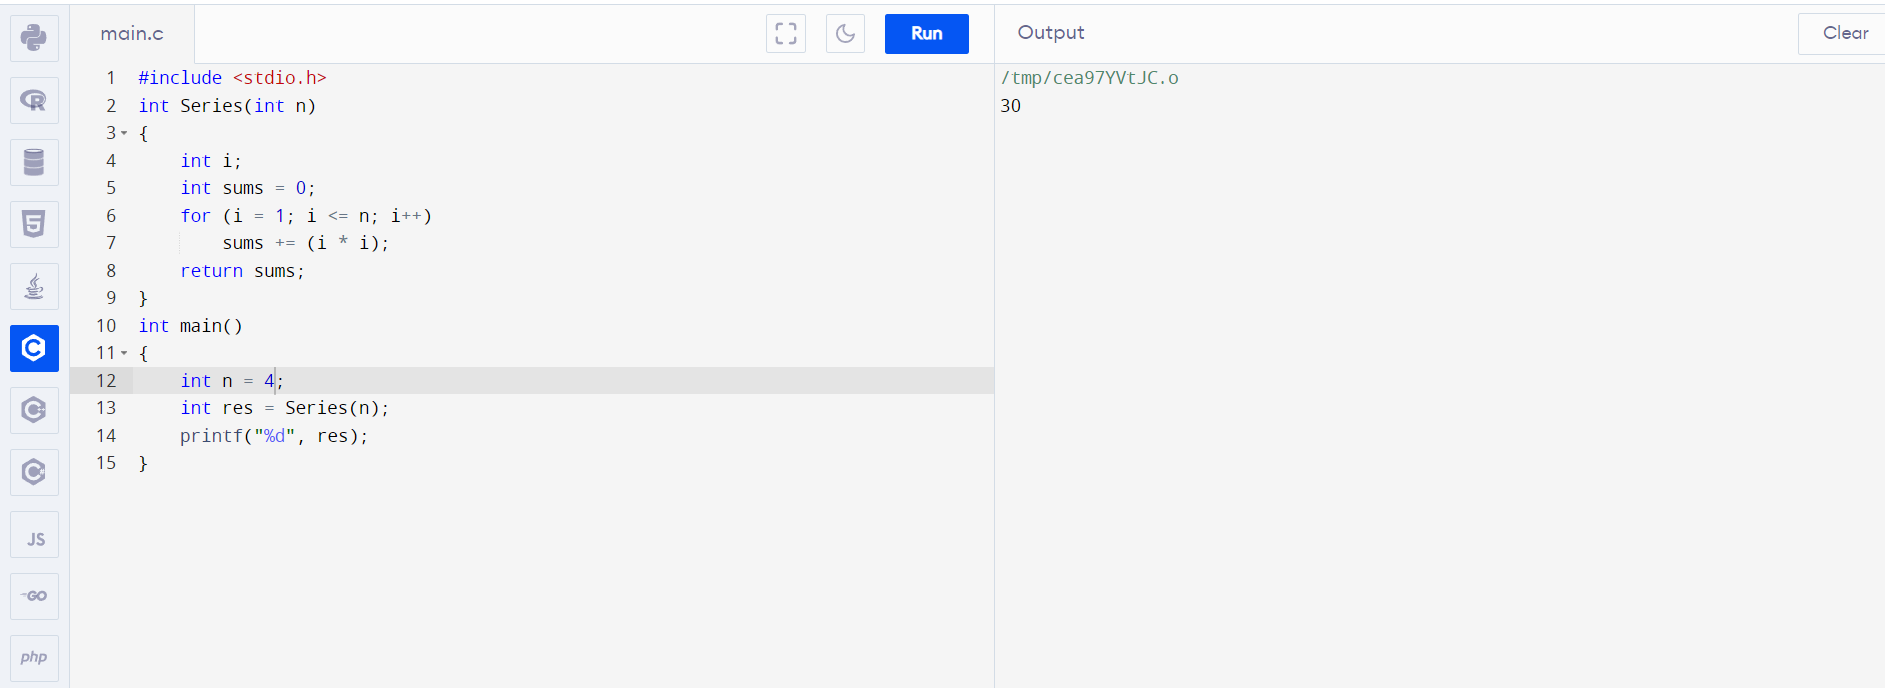 main.c
Run
Output
Clear
1 #include <stdio.h>
2 int Series(int n)
3 {
4     int i;
5     int sums = 0;
6     for (i = 1; i <= n; i++)
7         sums += (i * i);
8     return sums;
9 }
10 int main()
11 {
12     int n = 4;
13     int res = Series(n);
14     printf("%d", res);
15 }
/tmp/cea97YVtJC.o
30
R
5
C
C++
C#
JS
GO
php